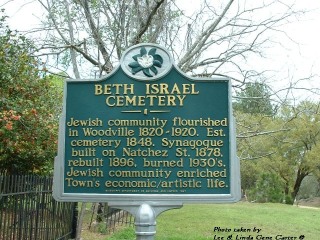 BETH ISRAEL
CEMETERY
Jewish community flourished
in Woodville 1820-1920. Est.
cemetery 1848. Synagogue
built on Natchez St. 1878,
rebuilt 1896, burned 1930's.
Jewish community enriched
Town's economic/artistic life.
Photo taken by
Lee & Linda Gene Carter ©